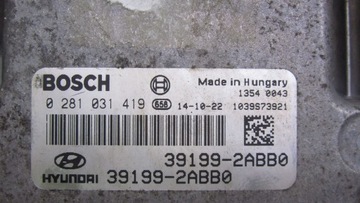 BOSCH
Made in Hungary
1354 0043
0 281 031 419 658 14-10-22 1039S73921
39199-2ABB0
HYUNDAI 39199-2ABB0